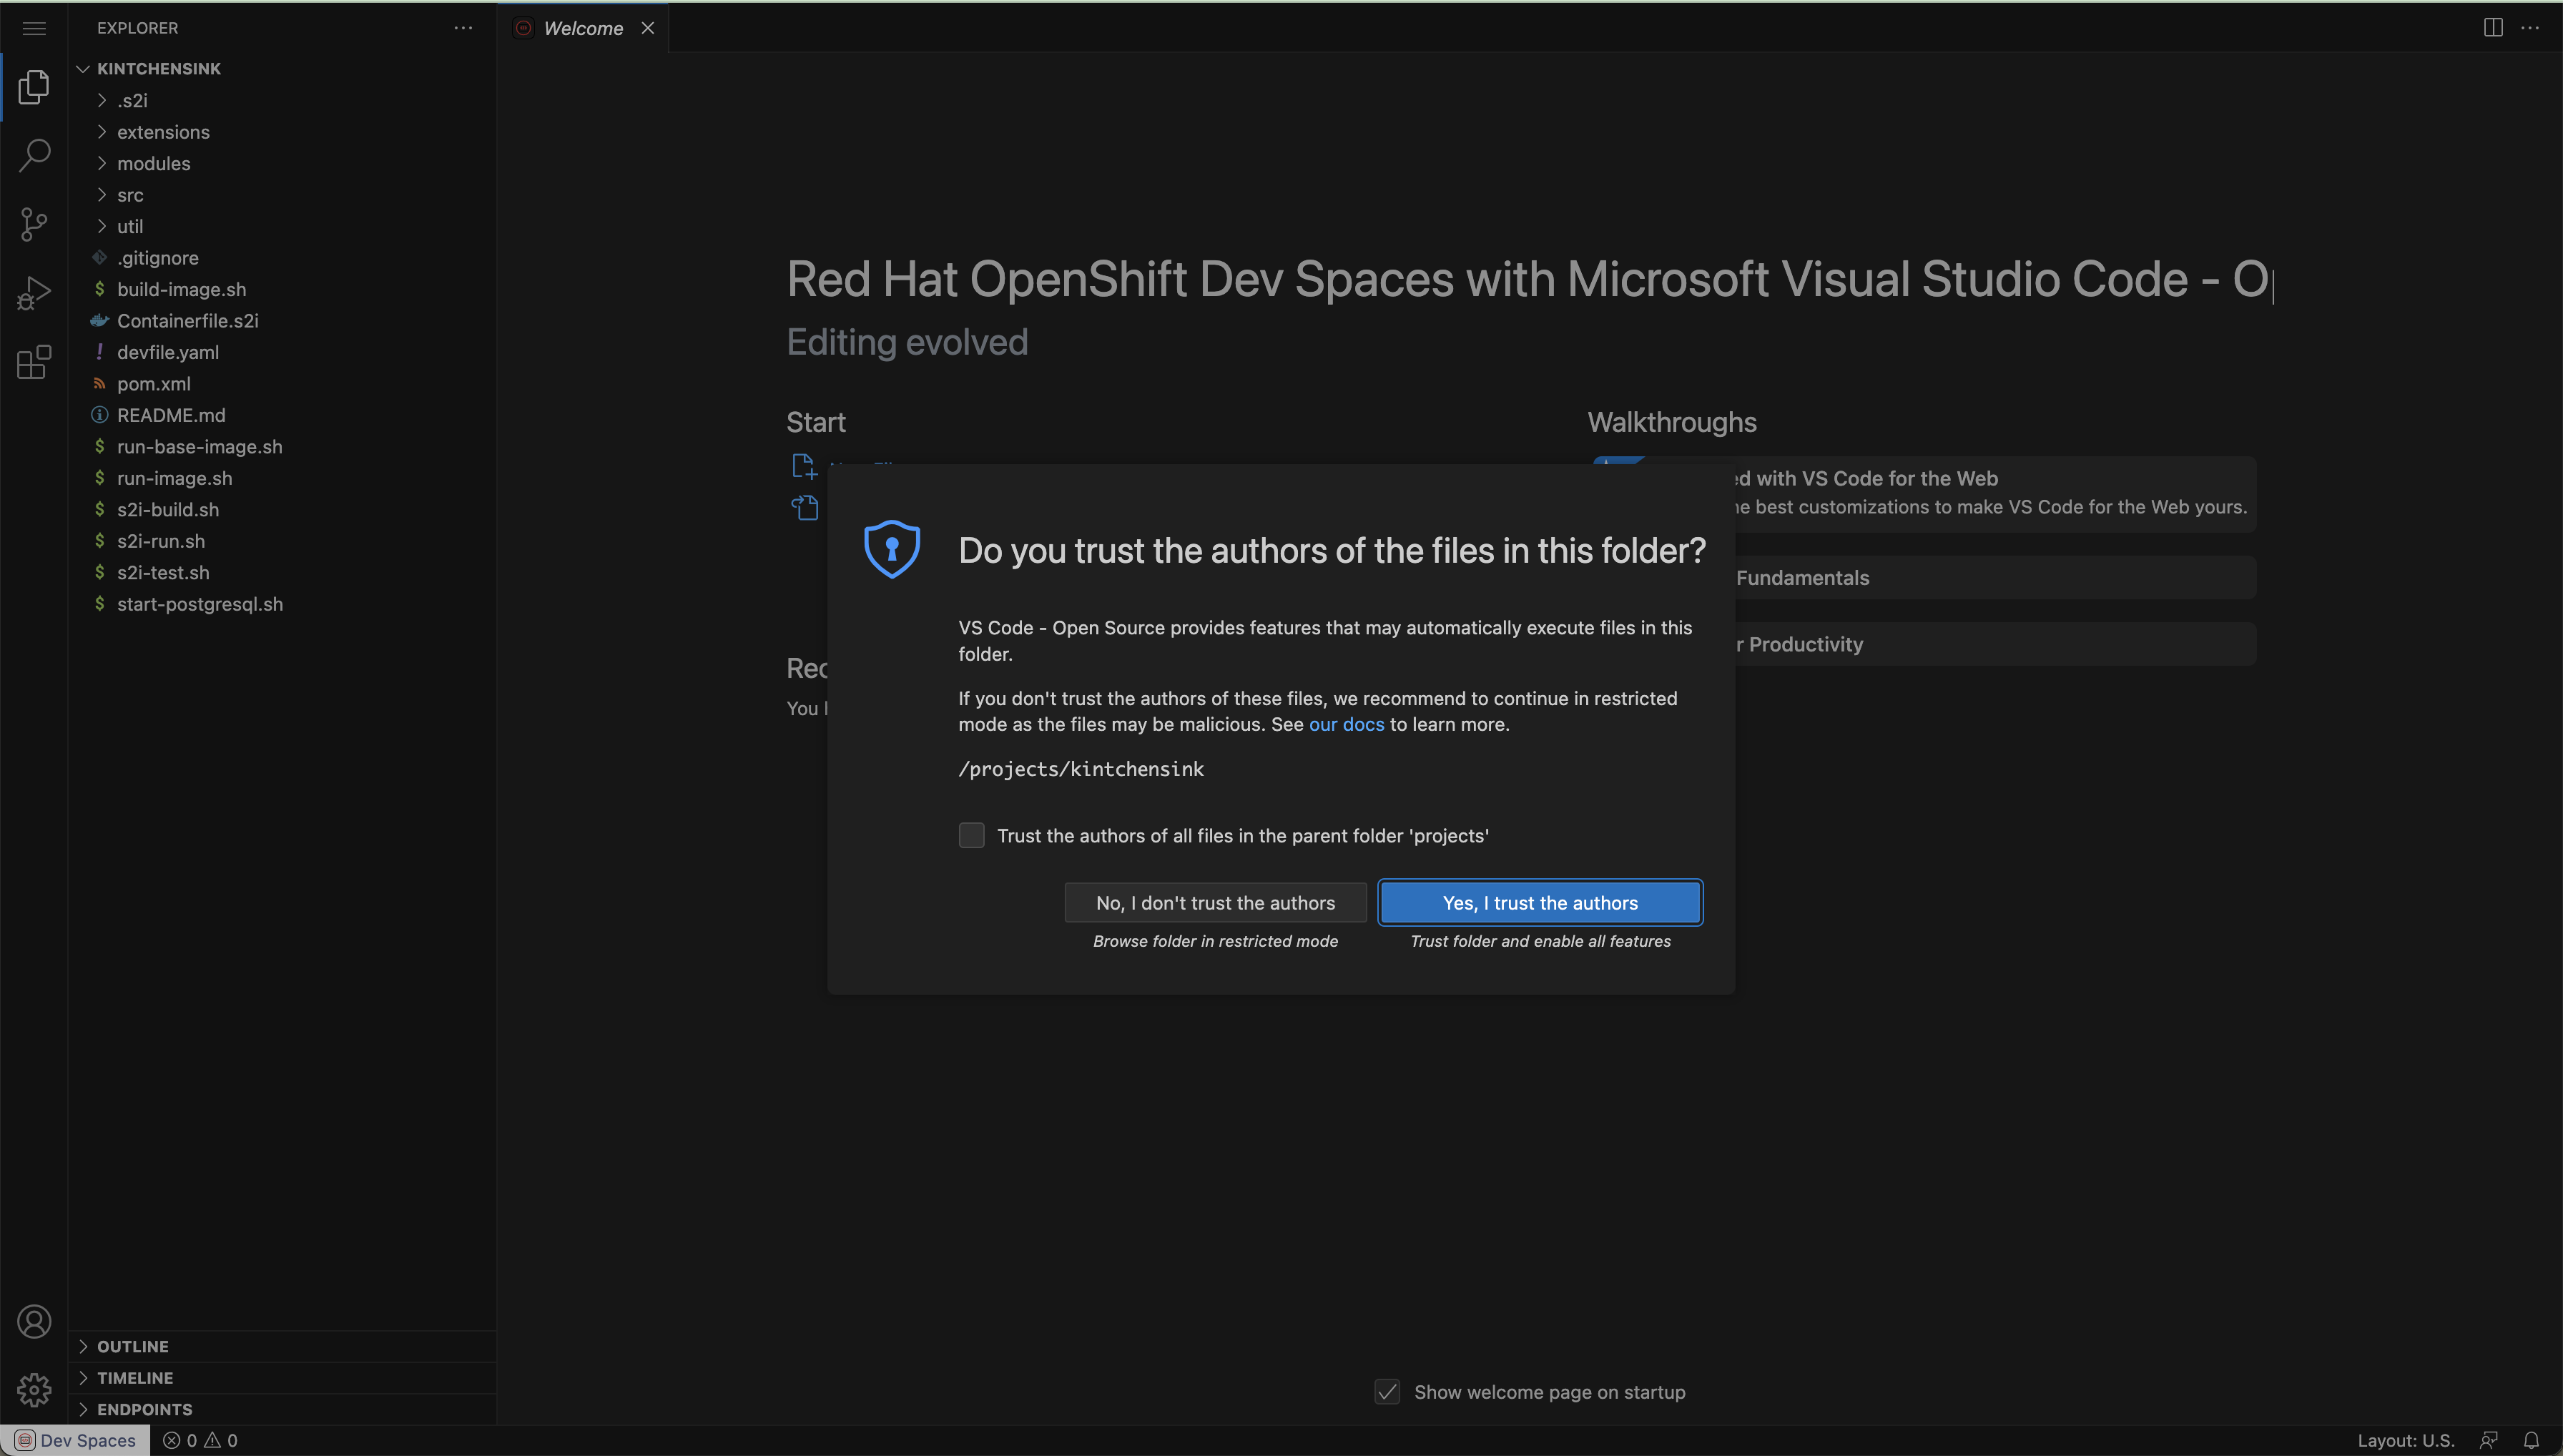 EXPLORER
Welcome
KINTCHENSINK
.s2i
extensions
modules
src
util
.gitignore
$ build-image.sh
Containerfile.s2i
! devfile.yaml
pom.xml
README.md
$ run-base-image.sh
$ run-image.sh
$ s2i-build.sh
$ s2i-run.sh
$ s2i-test.sh
$ start-postgresql.sh
OUTLINE
TIMELINE
ENDPOINTS
Red Hat OpenShift Dev Spaces with Microsoft Visual Studio Code - O
Editing evolved
Start
Rec
You
Walkthroughs
ed with VS Code for the Web
he best customizations to make VS Code for the Web yours.
Fundamentals
r Productivity
Do you trust the authors of the files in this folder?
VS Code - Open Source provides features that may automatically execute files in this
folder.
If you don't trust the authors of these files, we recommend to continue in restricted
mode as the files may be malicious. See our docs to learn more.
/projects/kintchensink
Trust the authors of all files in the parent folder 'projects'
No, I don't trust the authors
Yes, I trust the authors
Browse folder in restricted mode
Trust folder and enable all features
Show welcome page on startup
Dev Spaces
0
0
Layout: U.S.